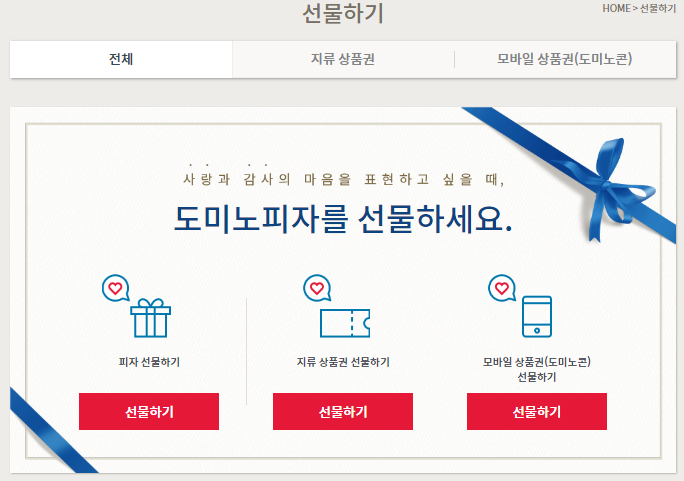 선물하기
HOME > 선물하기
전체
지류 상품권
모바일 상품권(도미노콘)
사랑과 감사의 마음을 표현하고 싶을 때,
도미노피자를 선물하세요.
피자 선물하기
지류 상품권 선물하기
모바일 상품권(도미노콘)
선물하기
선물하기
선물하기
선물하기